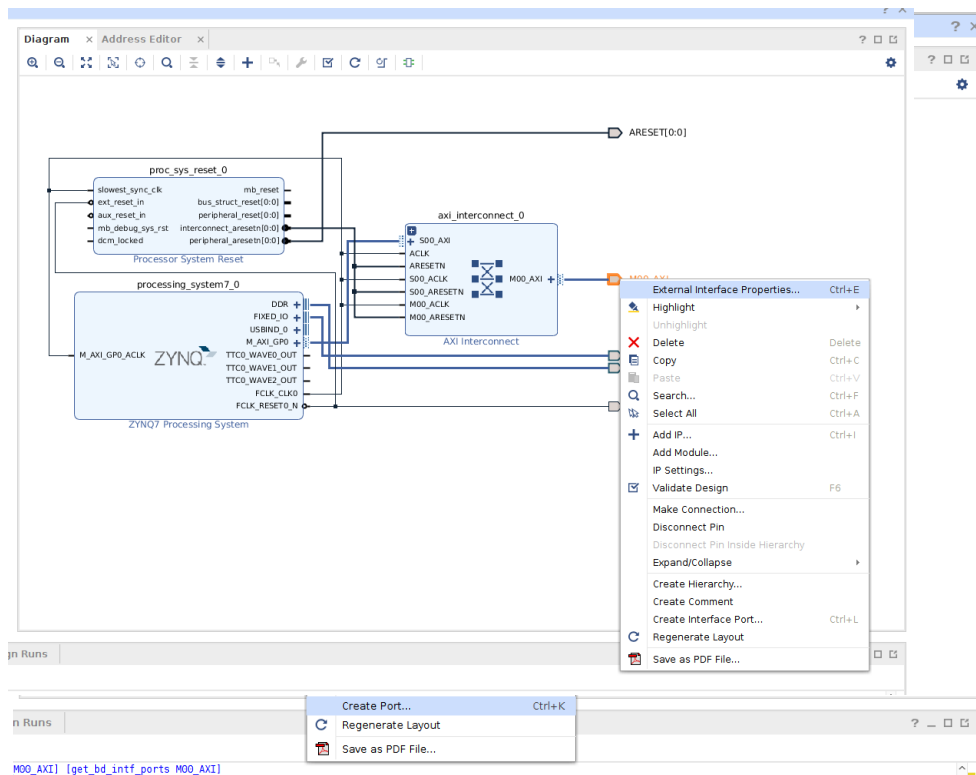 Diagram × Address Editor ×
ARESET[0:0]
proc_sys_reset_0
slowest_sync_clk mb_reset
ext_reset_in bus_struct_reset[0:0]
aux_reset_in peripheral_reset[0:0]
mb_debug_sys_rst interconnect_aresetn[0:0]
dcm_locked peripheral_aresetn[0:0]
Processor System Reset
axi_interconnect_0
S00_AXI
ACLK
ARESETN
S00_ACLK M00_AXI
S00_ARESETN
M00_ACLK
M00_ARESETN
AXI Interconnect
M00_AXI
processing_system7_0
DDR
FIXED_IO
USBIND_0
M_AXI_GP0
M_AXI_GP0_ACLK ZYNQ TTC0_WAVE0_OUT
TTC0_WAVE1_OUT
TTC0_WAVE2_OUT
FCLK_CLK0
FCLK_RESET0_N
ZYNQ7 Processing System
External Interface Properties... Ctrl+E
Highlight
Unhighlight
Delete Delete
Copy Ctrl+C
Paste Ctrl+V
Search... Ctrl+F
Select All Ctrl+A
Add IP... Ctrl+I
Add Module...
IP Settings...
Validate Design F6
Make Connection...
Disconnect Pin
Disconnect Pin Inside Hierarchy
Expand/Collapse
Create Hierarchy...
Create Comment
Create Interface Port... Ctrl+L
Regenerate Layout
Save as PDF File...
gn Runs
Create Port... Ctrl+K
Regenerate Layout
Save as PDF File...
n Runs
M00_AXI] [get_bd_intf_ports M00_AXI]